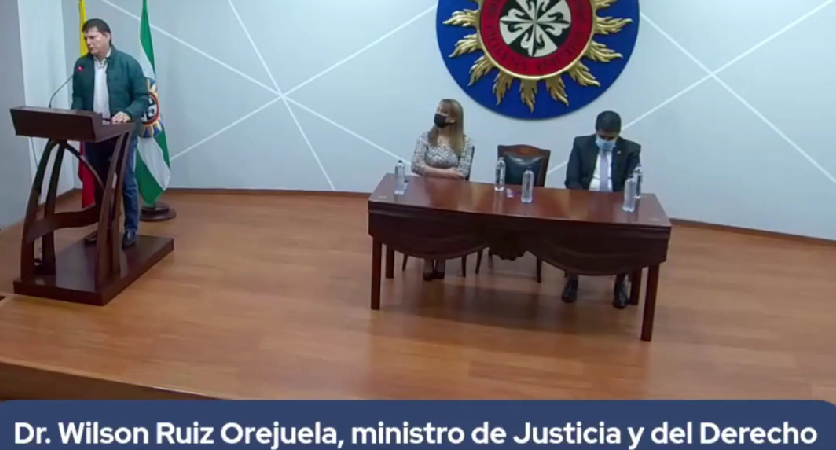 Dr. Wilson Ruiz Orejuela, ministro de Justicia y del Derecho